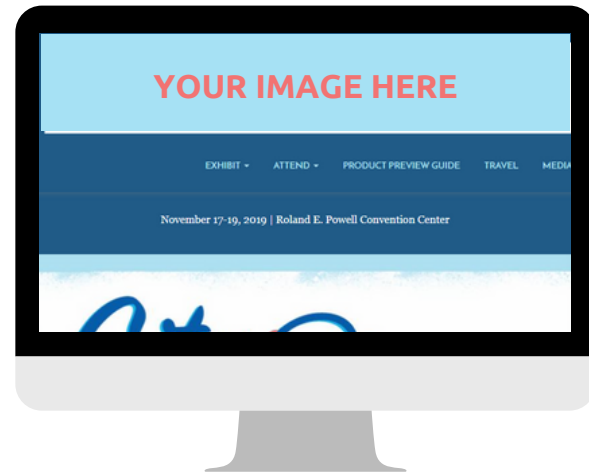 YOUR IMAGE HERE
EXHIBIT ATTEND PRODUCT PREVIEW GUIDE TRAVEL MEDIA
November 17-19, 2019 | Roland E. Powell Convention Center